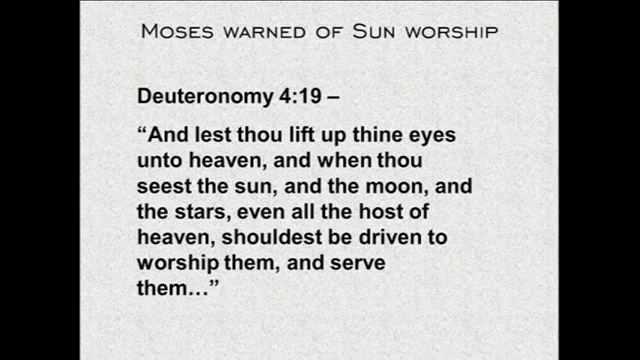 Moses warned of Sun worship
Deuteronomy 4:19 –
“And lest thou lift up thine eyes
unto heaven, and when thou
seest the sun, and the moon, and
the stars, even all the host of
heaven, shouldest be driven to
worship them, and serve
them…”